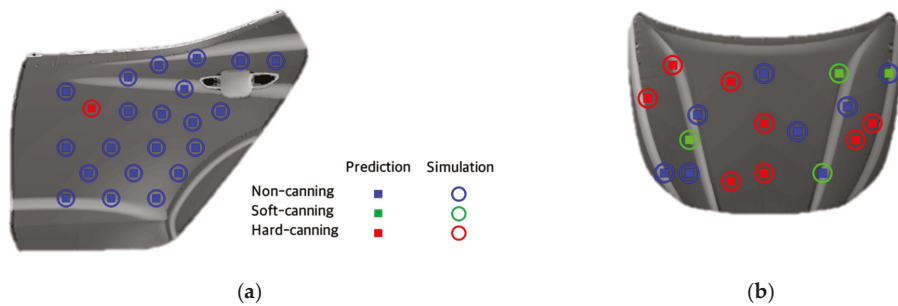 Prediction Simulation
Non-canning
Soft-canning
Hard-canning
(a) (b)